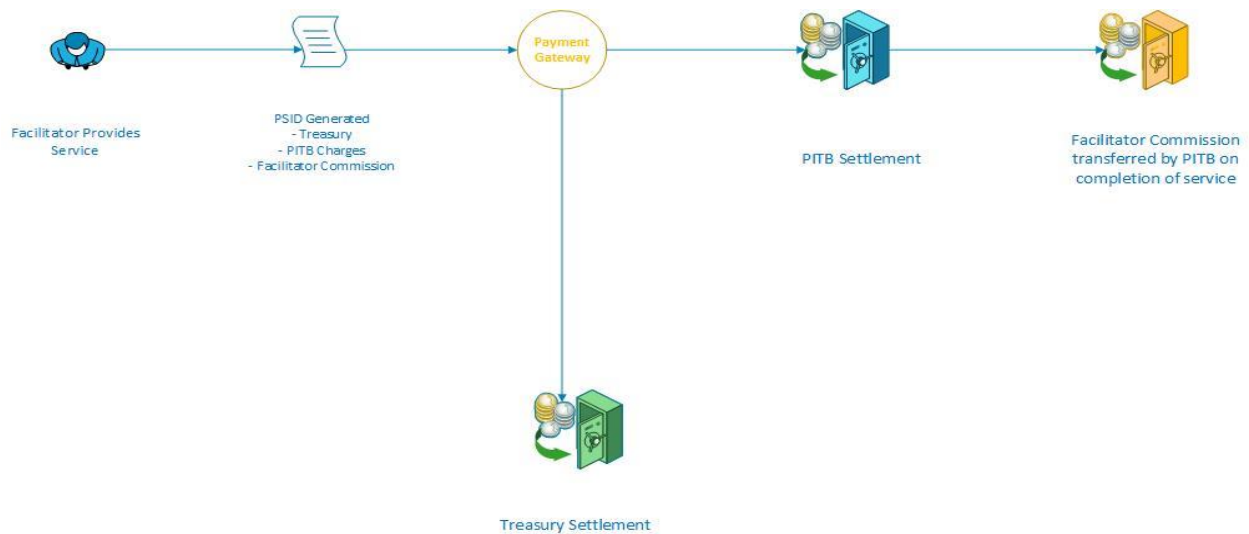 Payment
Gateway
Facilitator Provides
Service
PSID Generated
- Treasury
- PITB Charges
- Facilitator Commission
PITB Settlement
Facilitator Commission
transferred by PITB on
completion of service
Treasury Settlement